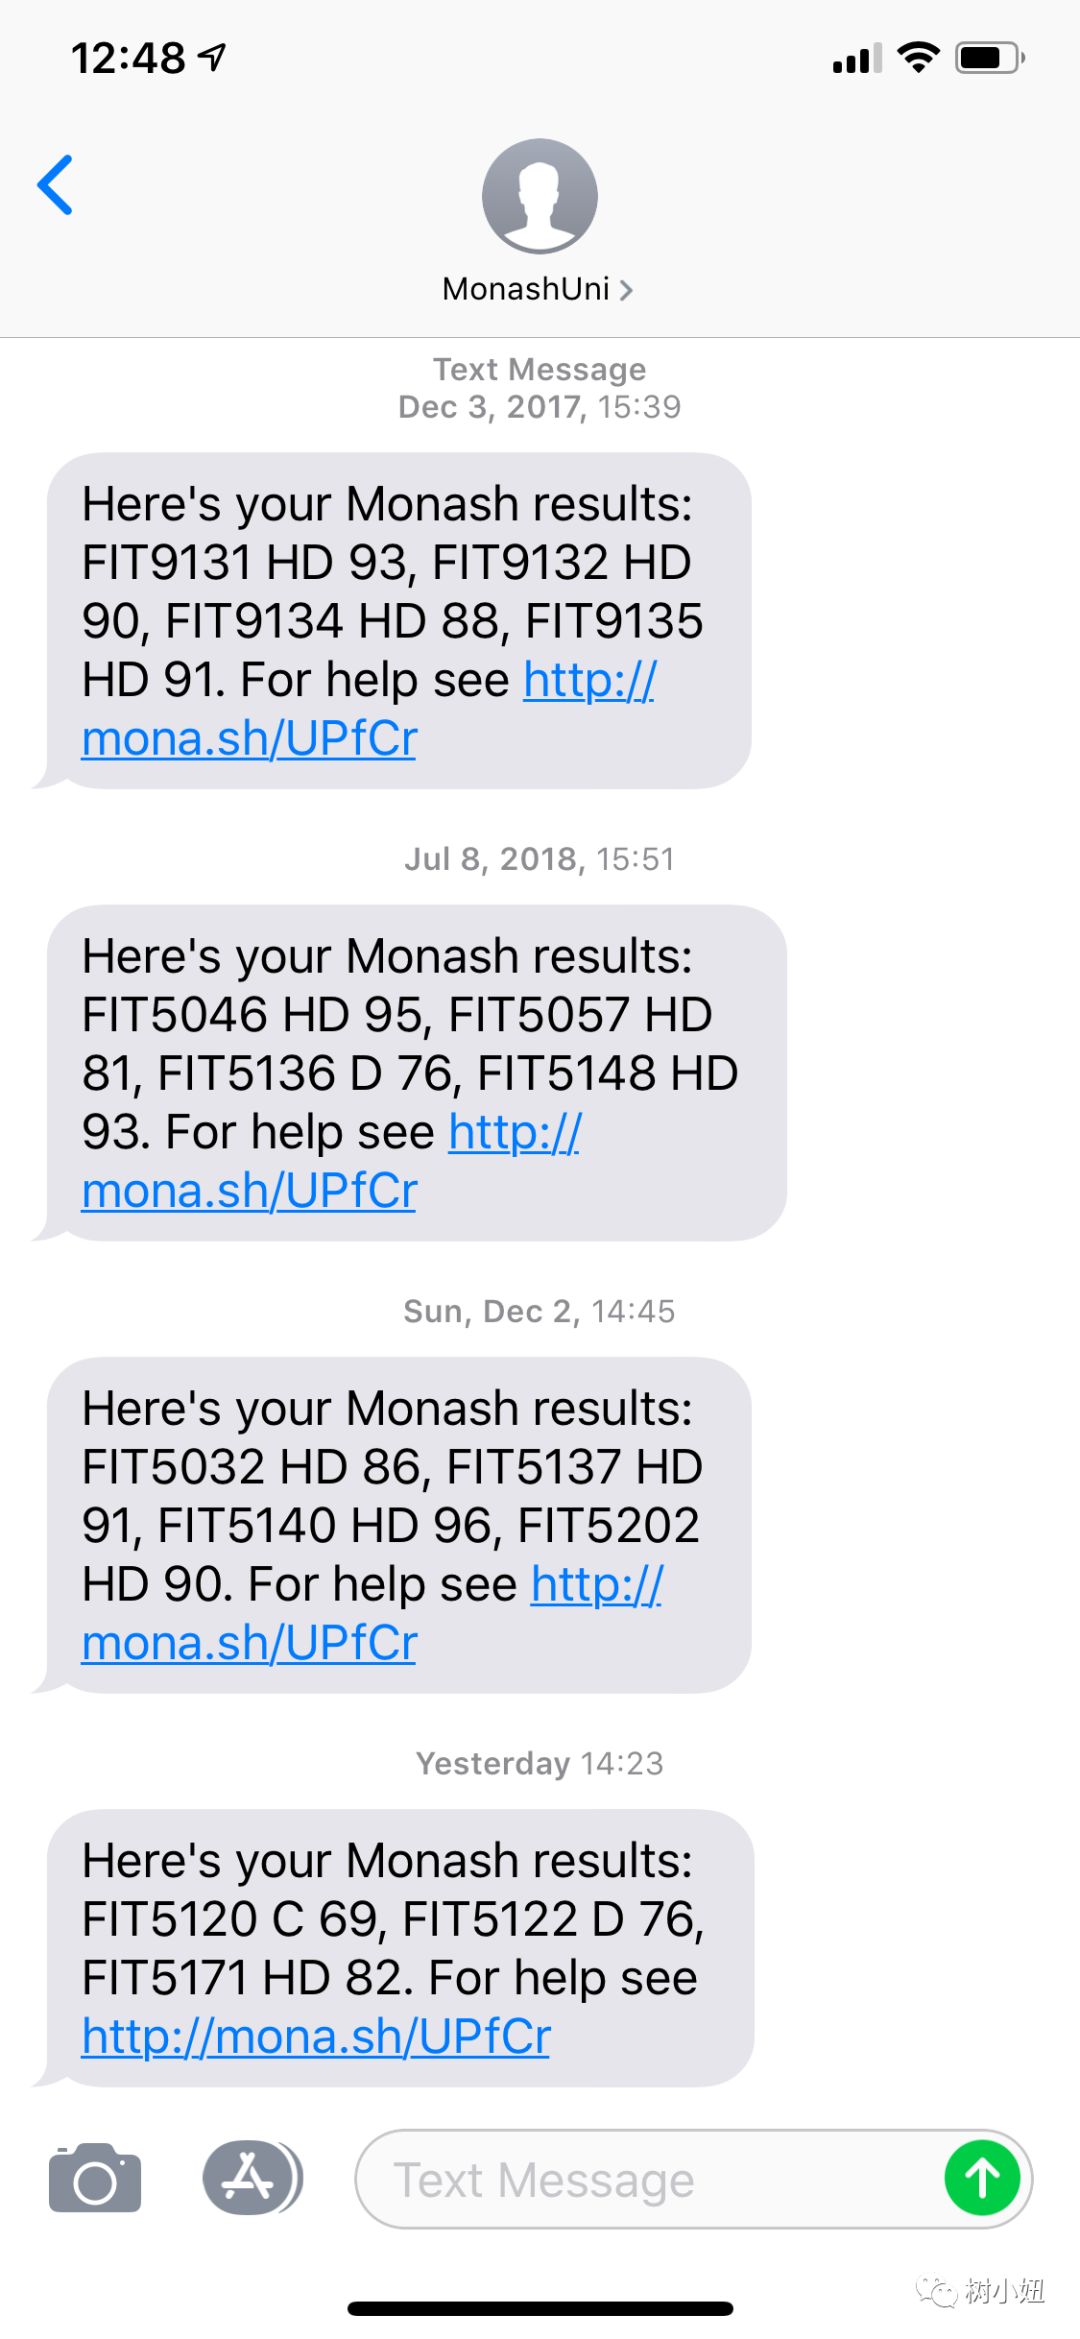 12:48
MonashUni
Text Message
Dec 3, 2017, 15:39
Here's your Monash results:
FIT9131 HD 93, FIT9132 HD
90, FIT9134 HD 88, FIT9135
HD 91. For help see http://
mona.sh/UPfCr
Jul 8, 2018, 15:51
Here's your Monash results:
FIT5046 HD 95, FIT5057 HD
81, FIT5136 D 76, FIT5148 HD
93. For help see http://
mona.sh/UPfCr
Sun, Dec 2, 14:45
Here's your Monash results:
FIT5032 HD 86, FIT5137 HD
91, FIT5140 HD 96, FIT5202
HD 90. For help see http://
mona.sh/UPfCr
Yesterday 14:23
Here's your Monash results:
FIT5120 C 69, FIT5122 D 76,
FIT5171 HD 82. For help see
http://mona.sh/UPfCr
Text Message
树小妞